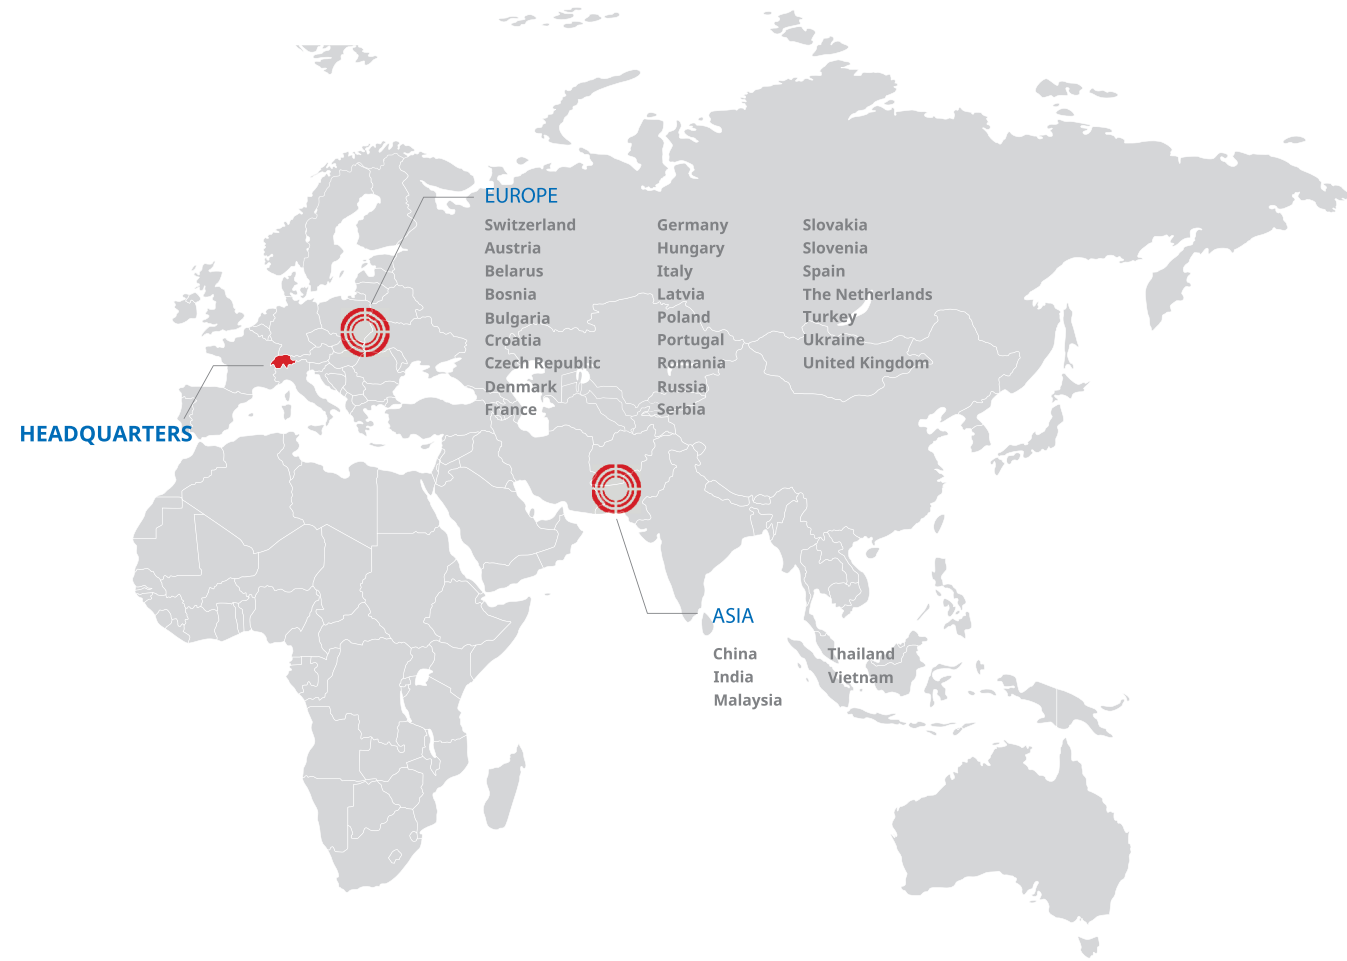 EUROPE
Switzerland
Austria
Belarus
Bosnia
Bulgaria
Croatia
Czech Republic
Denmark
France
Germany
Hungary
Italy
Latvia
Poland
Portugal
Romania
Russia
Serbia
Slovakia
Slovenia
Spain
The Netherlands
Turkey
Ukraine
United Kingdom
HEADQUARTERS
ASIA
China
India
Malaysia
Thailand
Vietnam